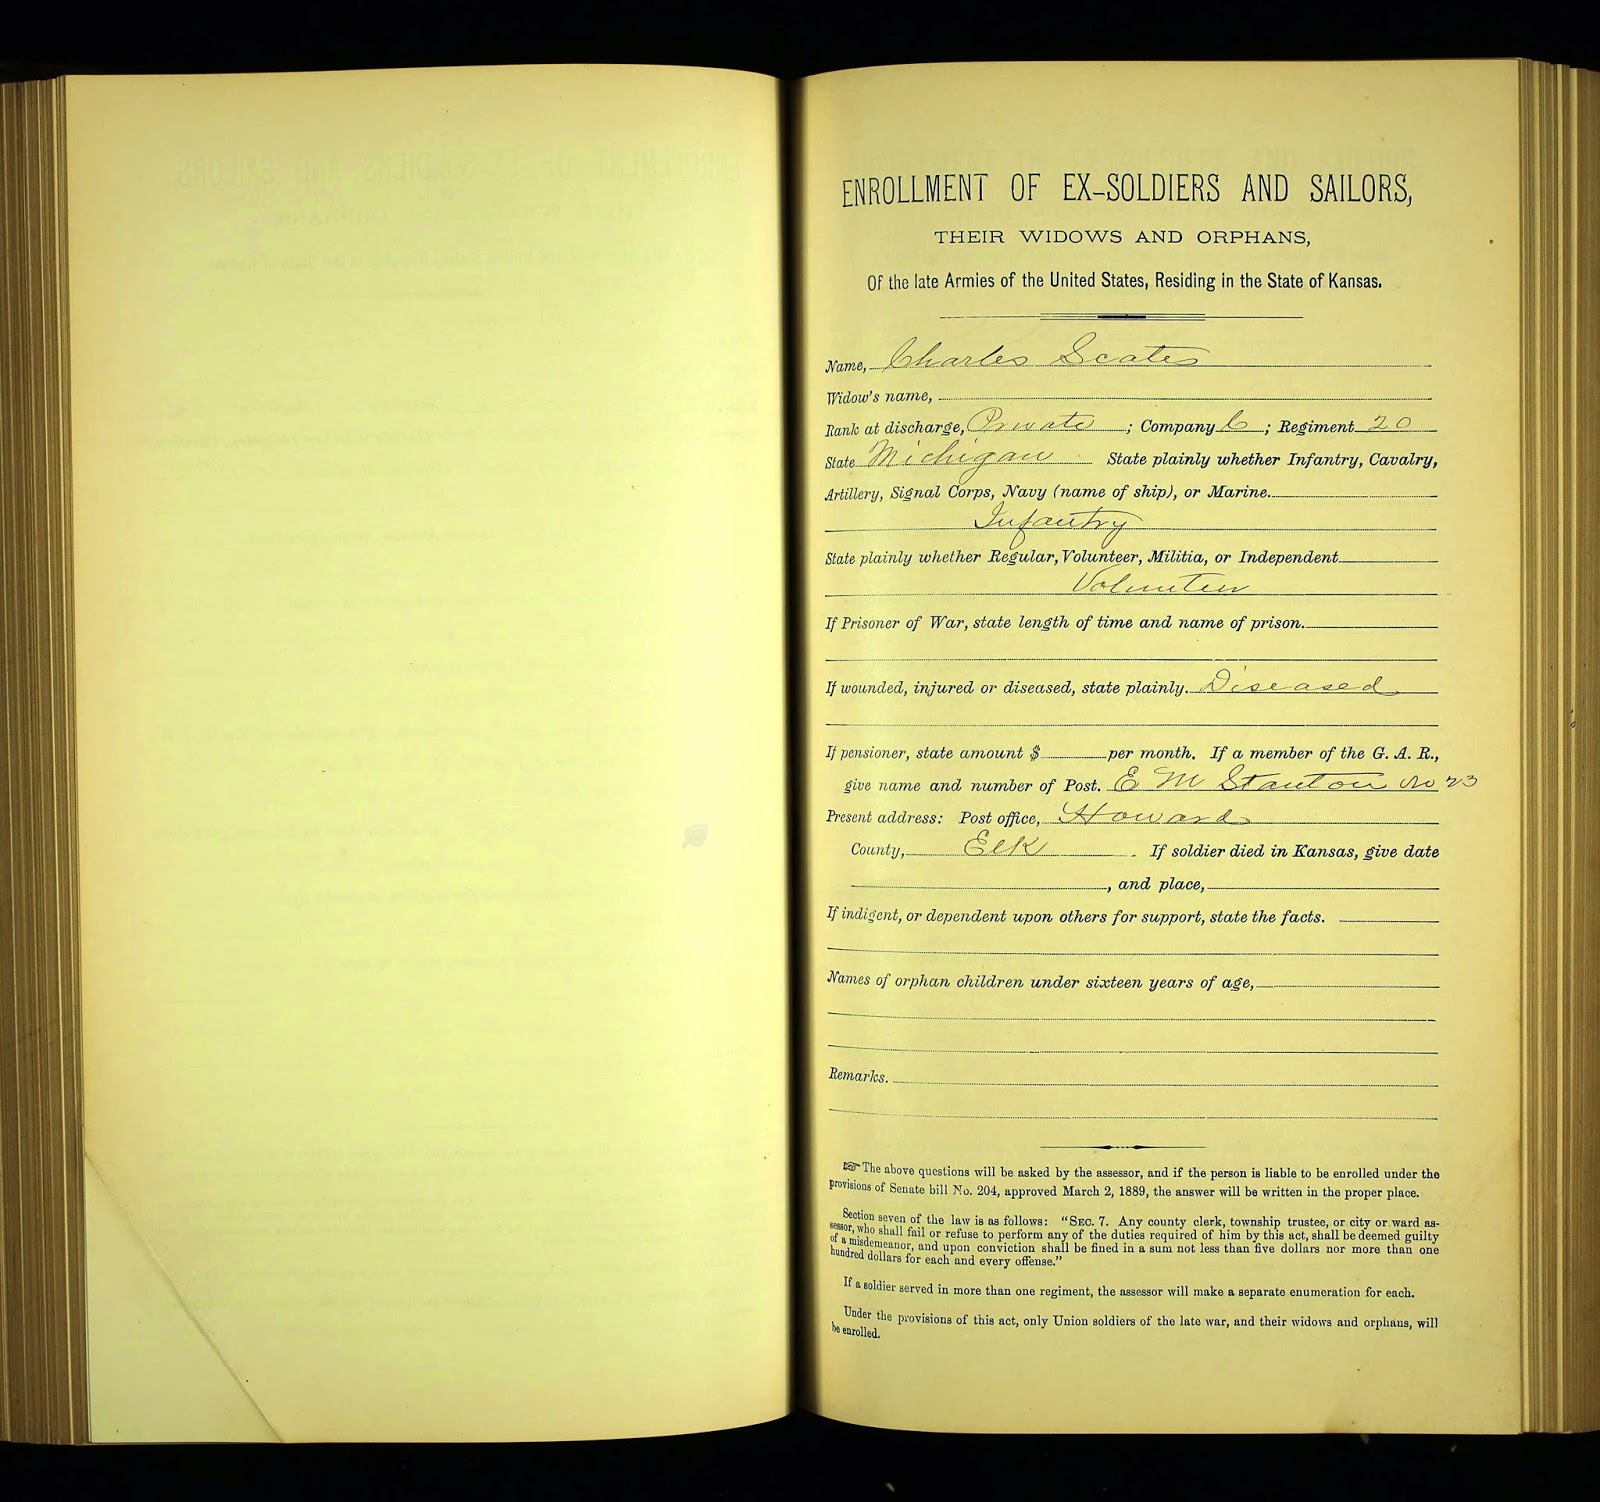 ENROLLMENT OF EX-SOLDIERS AND SAILORS,
THEIR WIDOWS AND ORPHANS,
Of the late Armies of the United States, Residing in the State of Kansas.
Name, Charles Scates
Widow's name,
Rank at discharge, Private ; Company C ; Regiment 20
State Michigan State plainly whether Infantry, Cavalry,
Artillery, Signal Corps, Navy (name of ship), or Marine.
Infantry
State plainly whether Regular, Volunteer, Militia, or Independent
Volunteer
If Prisoner of War, state length of time and name of prison.
If wounded, injured or diseased, state plainly. Diseased
If pensioner, state amount $ per month. If a member of the G. A. R.,
give name and number of Post. E M Stanton No 23
Present address: Post office, Howard
County, Elk . If soldier died in Kansas, give date
, and place,
If indigent, or dependent upon others for support, state the facts.
Names of orphan children under sixteen years of age,
Remarks.
☞ The above questions will be asked by the assessor, and if the person is liable to be enrolled under the
provisions of Senate bill No. 204, approved March 2, 1889, the answer will be written in the proper place.
Section seven of the law is as follows: "SEC. 7. Any county clerk, township trustee, or city or ward as-
sessor, who shall fail or refuse to perform any of the duties required of him by this act, shall be deemed guilty
of a misdemeanor, and upon conviction shall be fined in a sum not less than five dollars nor more than one
hundred dollars for each and every offense."
If a soldier served in more than one regiment, the assessor will make a separate enumeration for each.
Under the provisions of this act, only Union soldiers of the late war, and their widows and orphans, will
be enrolled.